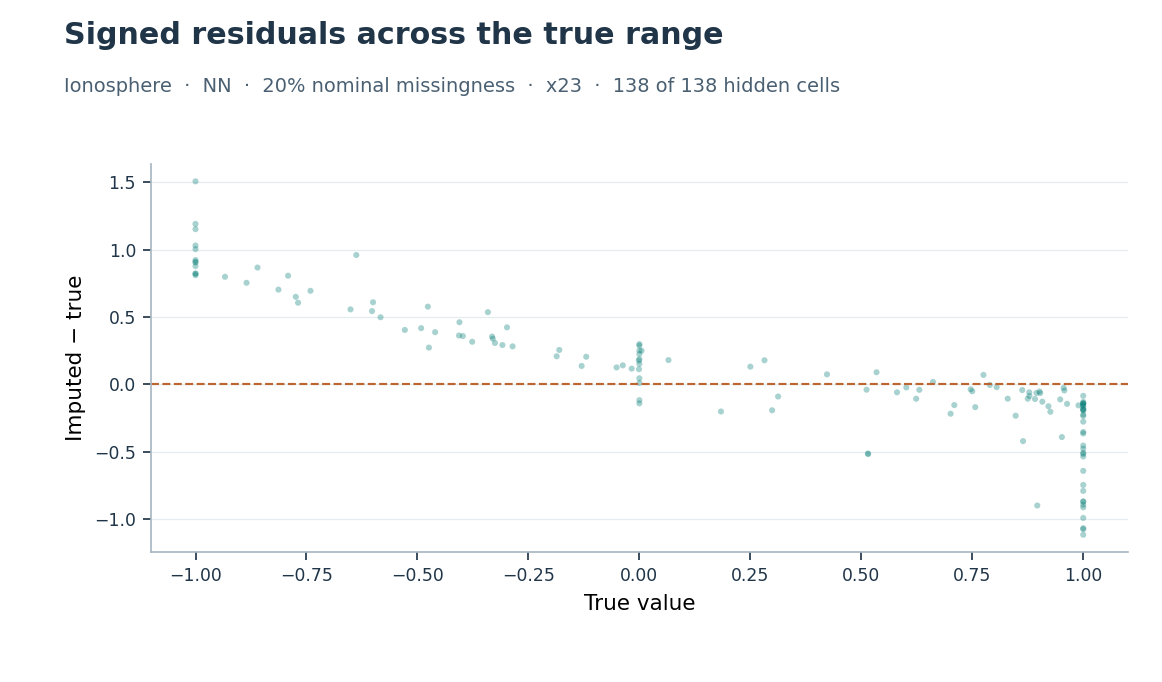 Signed residuals across the true range
Ionosphere · NN · 20% nominal missingness · x23 · 138 of 138 hidden cells
Imputed − true
1.5
1.0
0.5
0.0
−0.5
−1.0
−1.00 −0.75 −0.50 −0.25 0.00 0.25 0.50 0.75 1.00
True value